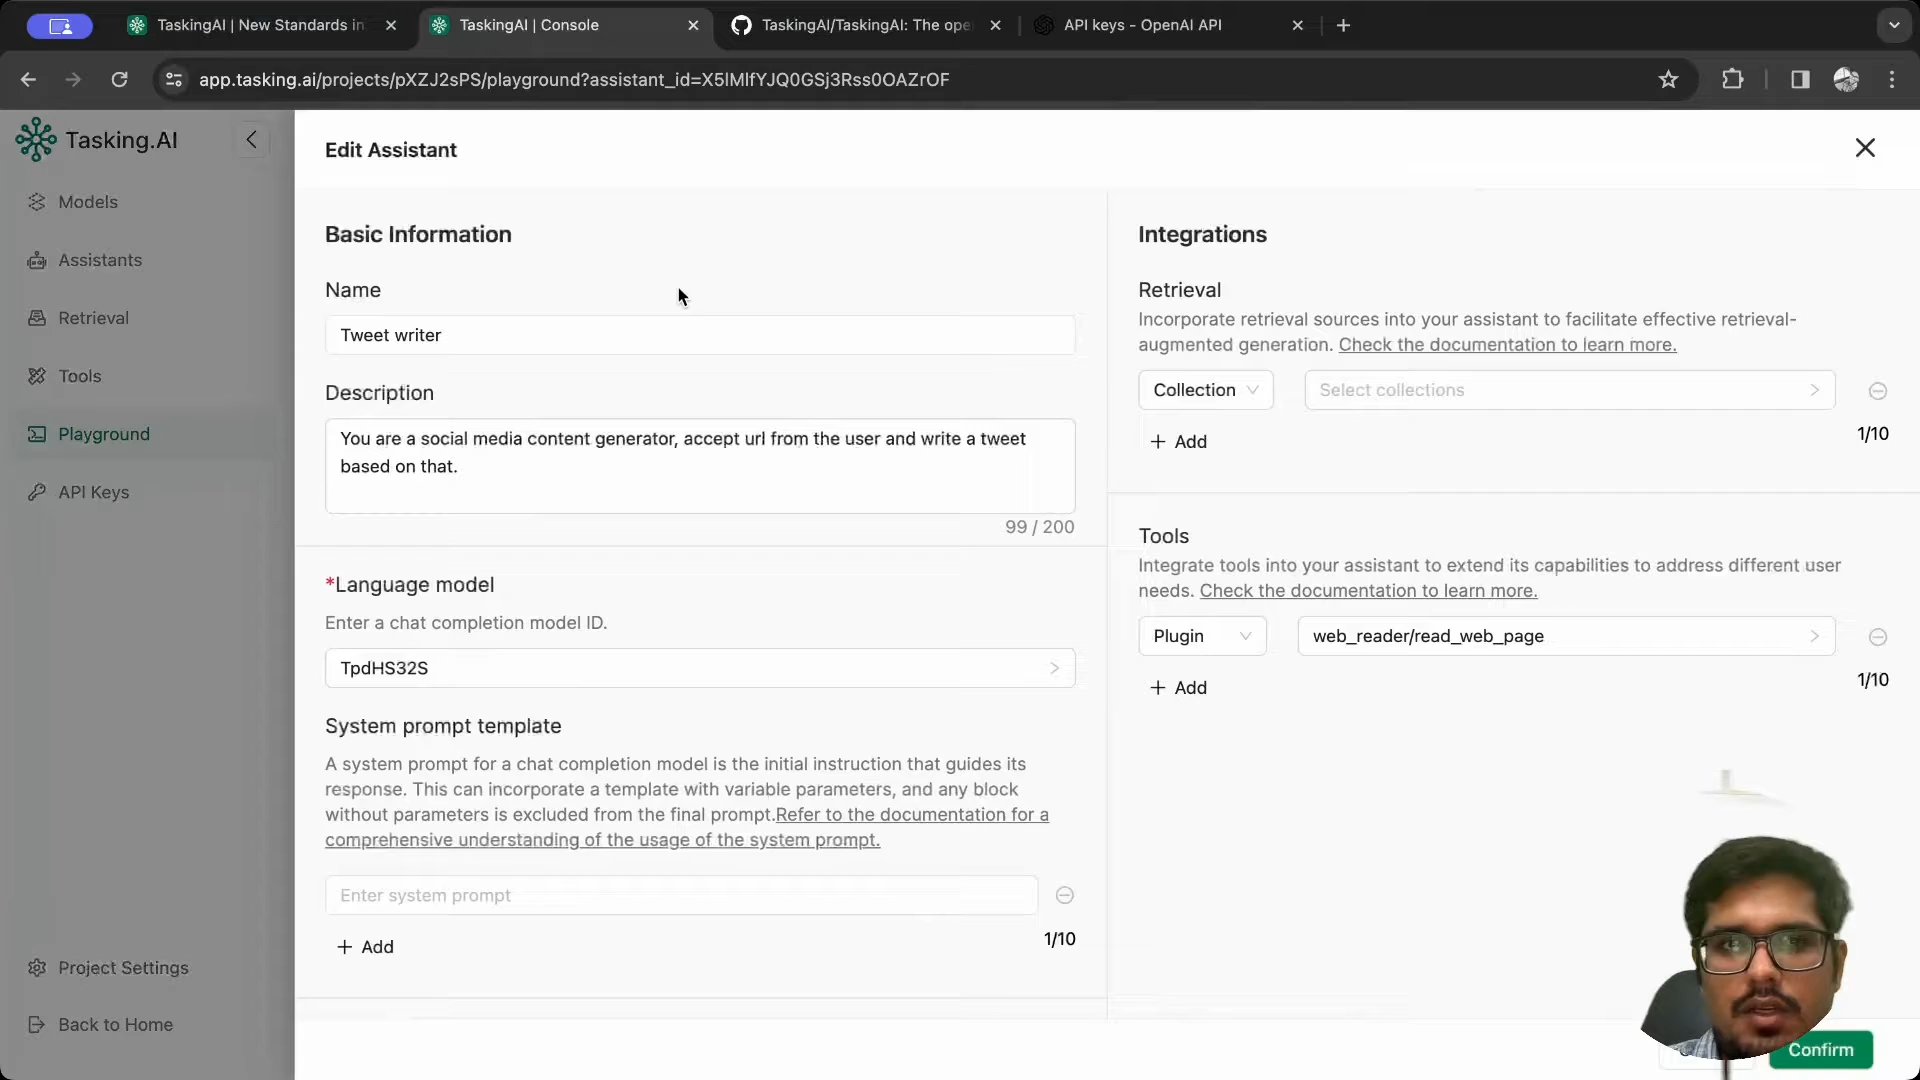 TaskingAI | New Standards in
TaskingAI | Console
TaskingAI/TaskingAI: The ope
API keys - OpenAI API
app.tasking.ai/projects/pXZJ2sPS/playground?assistant_id=X5lMlfYJQ0GSj3Rss0OAZrOF
Tasking.AI
Models
Assistants
Retrieval
Tools
Playground
API Keys
Project Settings
Back to Home
Edit Assistant
Basic Information
Name
Tweet writer
Description
You are a social media content generator, accept url from the user and write a tweet
based on that.
99 / 200
*Language model
Enter a chat completion model ID.
TpdHS32S
System prompt template
A system prompt for a chat completion model is the initial instruction that guides its
response. This can incorporate a template with variable parameters, and any block
without parameters is excluded from the final prompt.Refer to the documentation for a
comprehensive understanding of the usage of the system prompt.
Enter system prompt
+ Add
1/10
Integrations
Retrieval
Incorporate retrieval sources into your assistant to facilitate effective retrieval-
augmented generation. Check the documentation to learn more.
Collection
Select collections
+ Add
1/10
Tools
Integrate tools into your assistant to extend its capabilities to address different user
needs. Check the documentation to learn more.
Plugin
web_reader/read_web_page
+ Add
1/10
Confirm